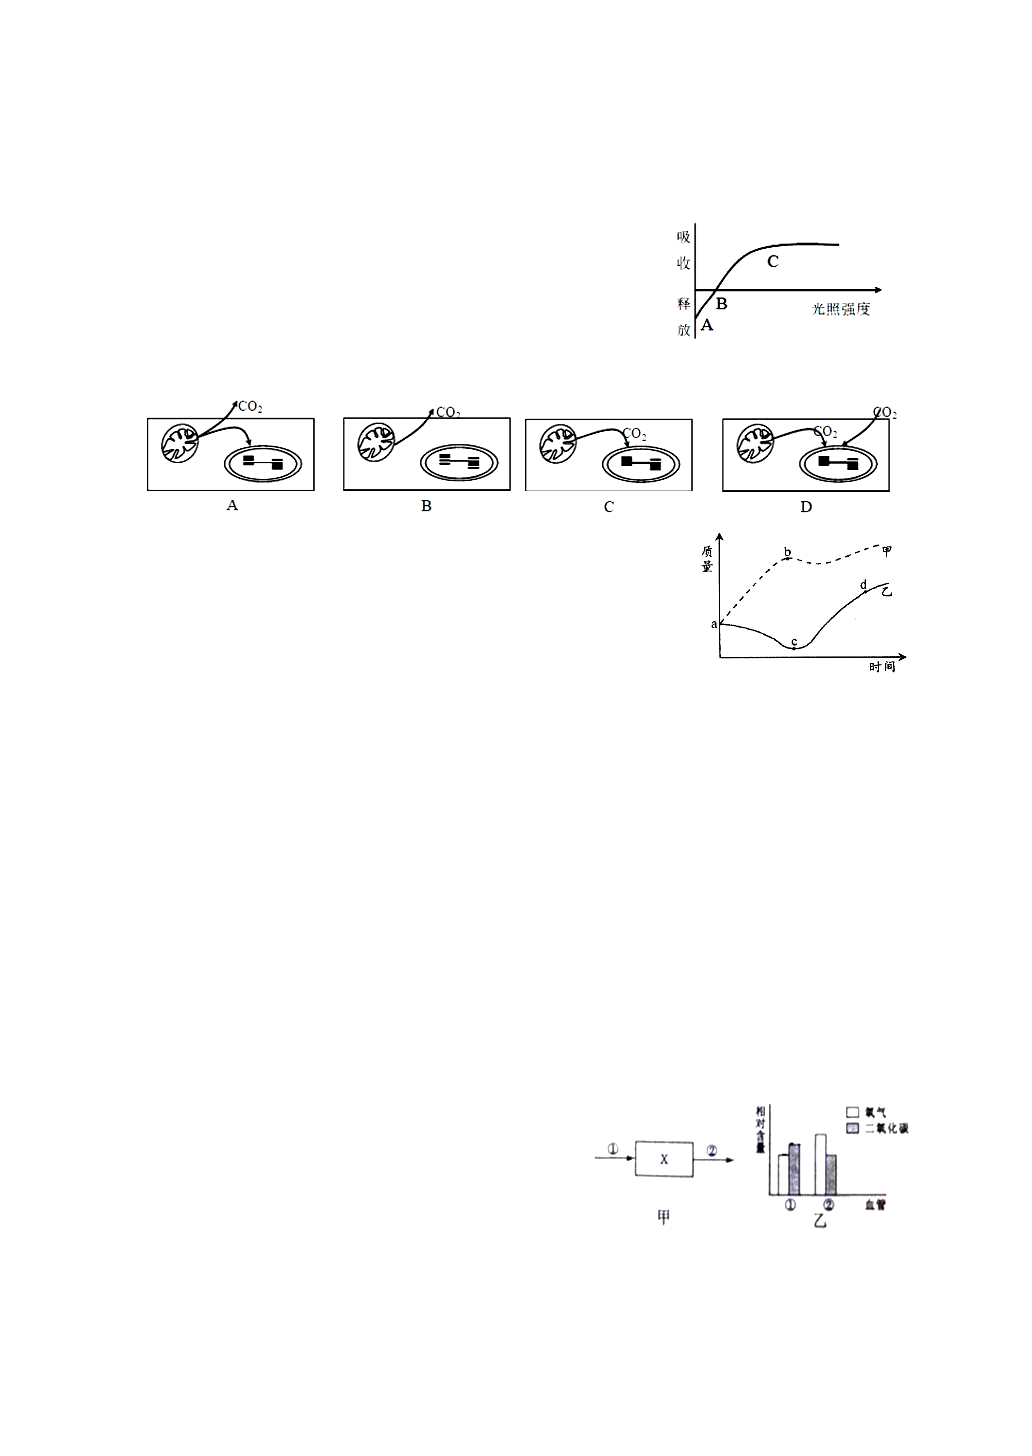 吸
收
释
放
A
B
C
光照强度
CO2
CO2
CO2
CO2
CO2
A
B
C
D
质
量
a
b
c
d
甲
乙
时间
① X ②
甲
相
对
含
量
氧气
二氧化碳
① ② 血管
乙